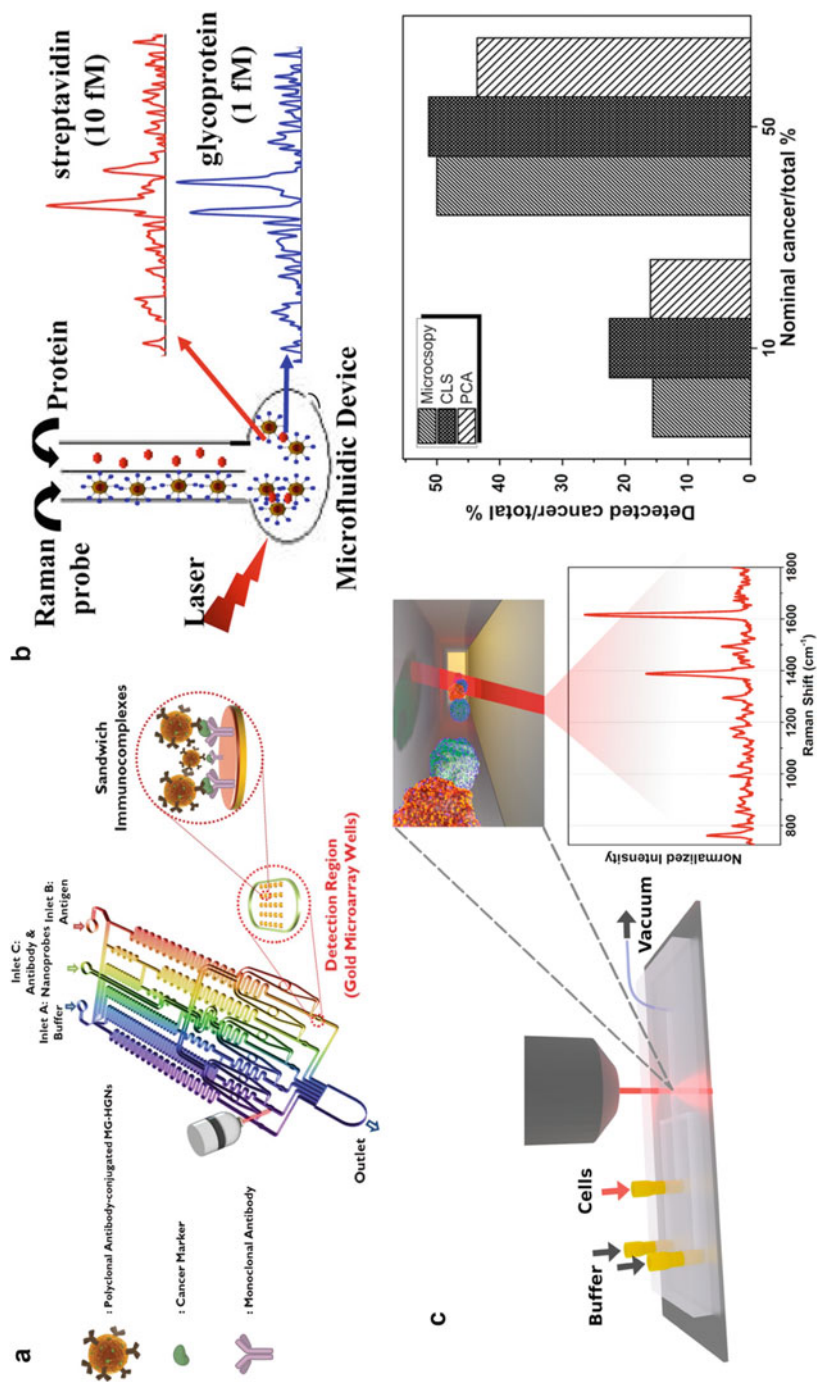 a
: Polyclonal Antibody-conjugated MG-HGNs
: Cancer Marker
: Monoclonal Antibody
Inlet A:
Buffer
Inlet C:
Antibody &
Nanoprobes
Inlet B:
Antigen
Outlet
Sandwich
Immunocomplexes
Detection Region
(Gold Microarray Wells)
b
Raman
probe
Protein
Laser
Microfluidic Device
streptavidin
(10 fM)
glycoprotein
(1 fM)
c
Buffer
Cells
Vacuum
Normalized Intensity
800
1000
1200
1400
1600
1800
Raman Shift (cm⁻¹)
Detected cancer/total %
50
40
30
20
10
0
Microcsopy
CLS
PCA
10
50
Nominal cancer/total %